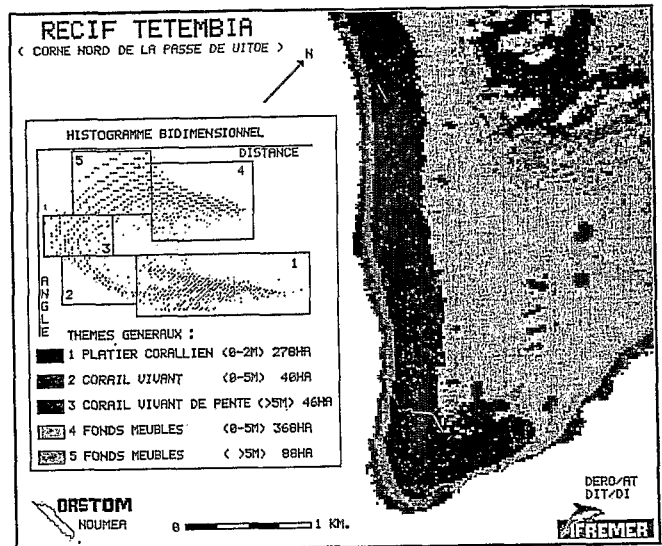 RECIF TETEMBIA
( CORNE NORD DE LA PASSE DE UITOE )
N
HISTOGRAMME BIDIMENSIONNEL
DISTANCE
5
4
3
1
2
ANGLE
THEMES GENERAUX :
1 PLATIER CORALLIEN (0-2M) 278HA
2 CORAIL VIVANT (0-5M) 40HA
3 CORAIL VIVANT DE PENTE (>5M) 46HA
4 FONDS MEUBLES (0-5M) 368HA
5 FONDS MEUBLES ( >5M) 88HA
ORSTOM
NOUMEA
0 1 KM.
DERO/AT
DIT/DI
IFREMER